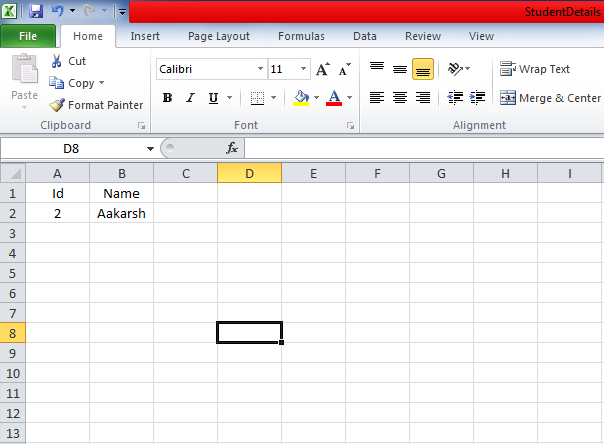 StudentDetails
File Home Insert Page Layout Formulas Data Review View
Cut
Calibri 11 A A Wrap Text
Copy
Paste Format Painter B I U A Merge & Center
Clipboard Font Alignment
D8 fx
A B C D E F G H I
1 Id Name
2 2 Aakarsh
3
4
5
6
7
8
9
10
11
12
13